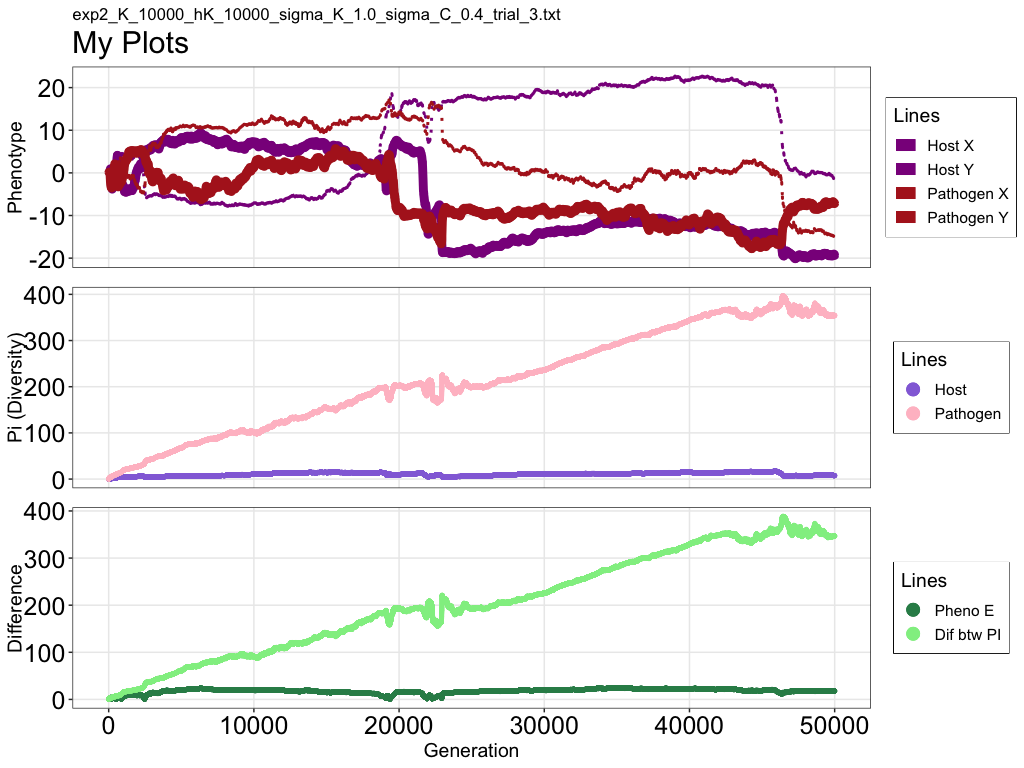 exp2_K_10000_hK_10000_sigma_K_1.0_sigma_C_0.4_trial_3.txt
My Plots
Phenotype
20
10
0
-10
-20
Lines
Host X
Host Y
Pathogen X
Pathogen Y
Pi (Diversity)
400
300
200
100
0
Lines
Host
Pathogen
Difference
400
300
200
100
0
Lines
Pheno E
Dif btw PI
0 10000 20000 30000 40000 50000
Generation